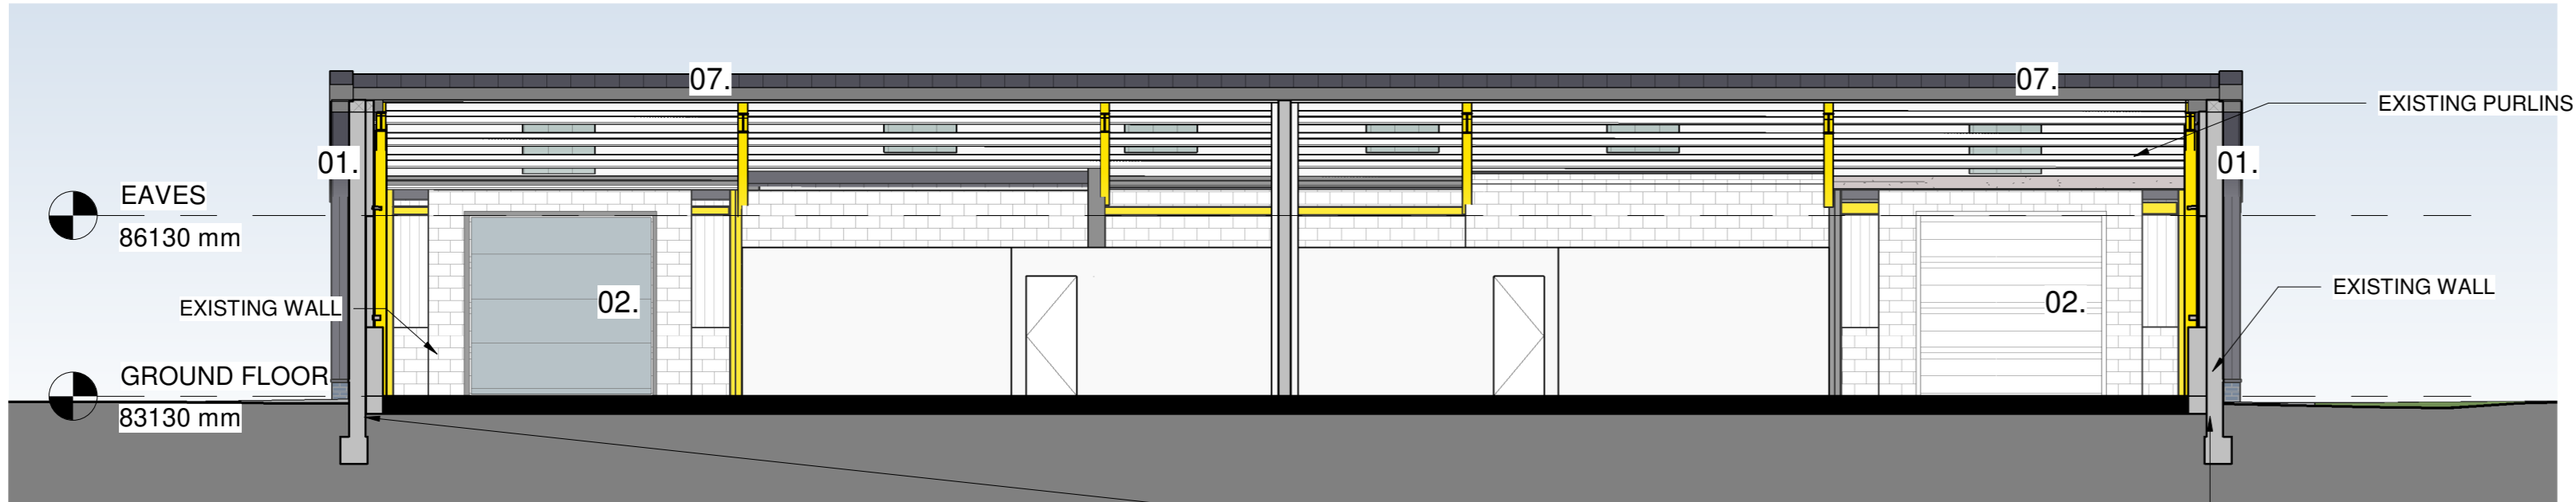 07.
07.
EXISTING PURLINS
01.
01.
EAVES
86130 mm
EXISTING WALL
02.
02.
EXISTING WALL
GROUND FLOOR
83130 mm